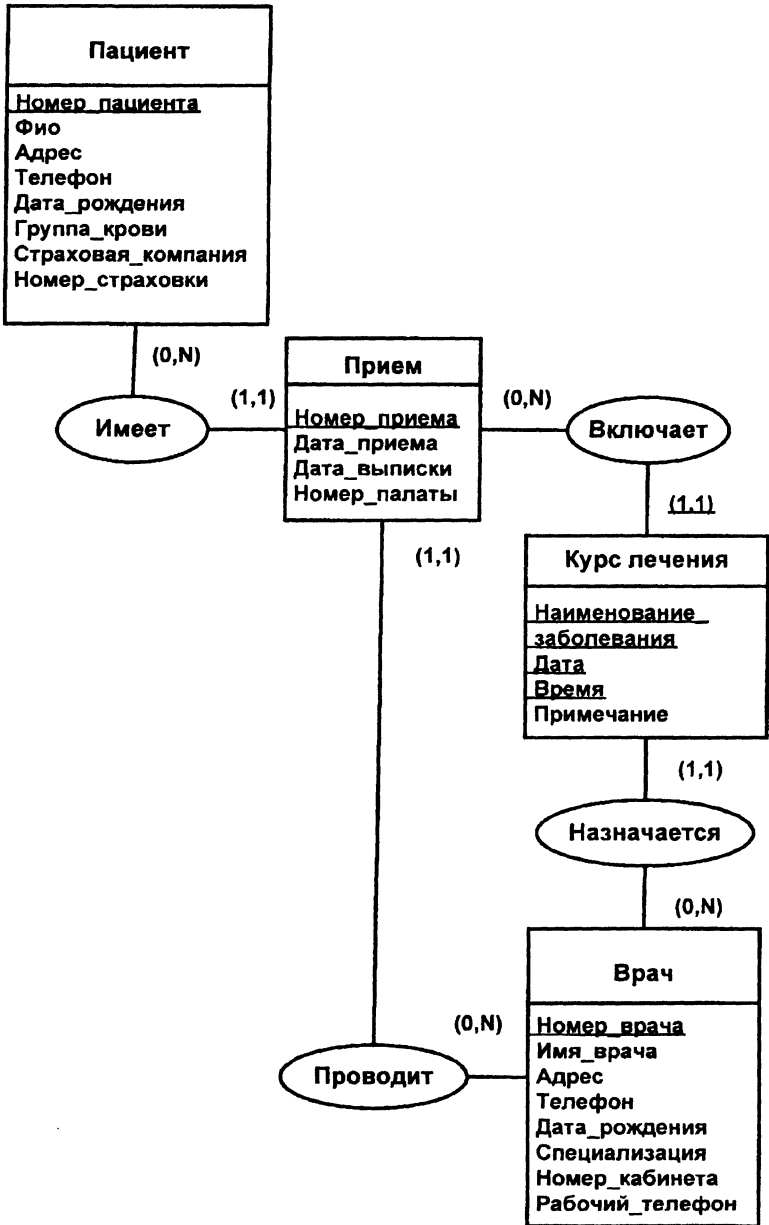 Пациент
Номер_пациента
Фио
Адрес
Телефон
Дата_рождения
Группа_крови
Страховая_компания
Номер_страховки
(0,N)
Имеет
(1,1)
Прием
Номер_приема
Дата_приема
Дата_выписки
Номер_палаты
(0,N)
Включает
(1,1)
(1,1)
Курс лечения
Наименование_
заболевания
Дата
Время
Примечание
(1,1)
Назначается
(0,N)
Врач
Номер_врача
Имя_врача
Адрес
Телефон
Дата_рождения
Специализация
Номер_кабинета
Рабочий_телефон
(0,N)
Проводит